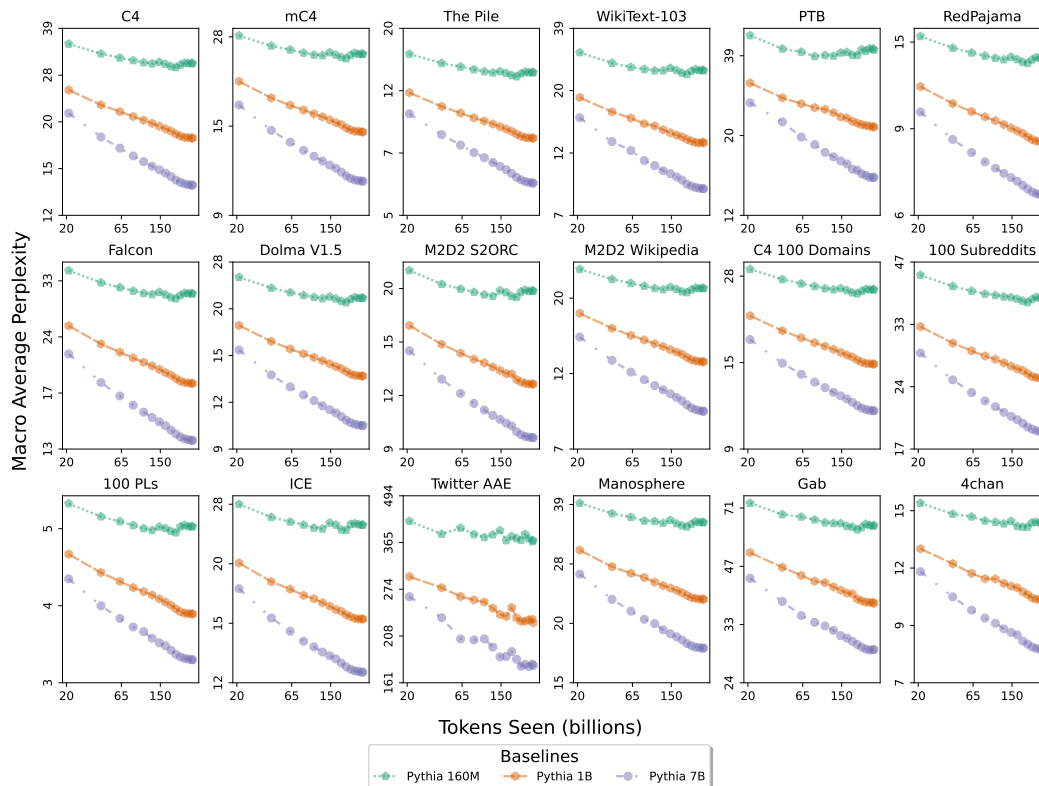 C4 mC4 The Pile WikiText-103 PTB RedPajama
39 28 20 15 12
28 15 9
20 12 7 5
20 12 7
39 20 12
15 9 6
20 65 150 20 65 150 20 65 150 20 65 150 20 65 150 20 65 150
Macro Average Perplexity
Falcon Dolma V1.5 M2D2 S2ORC M2D2 Wikipedia C4 100 Domains 100 Subreddits
33 24 17 13
28 20 15 12 9
20 15 12 9
20 12 7
28 15 9
47 33 24 17
20 65 150 20 65 150 20 65 150 20 65 150 20 65 150 20 65 150
100 PLs ICE Twitter AAE Manosphere Gab 4chan
5 4 3
28 20 15 12
494 365 274 208 161
39 28 20 15
71 47 33 24
15 12 9 7
20 65 150 20 65 150 20 65 150 20 65 150 20 65 150 20 65 150
Tokens Seen (billions)
Baselines
Pythia 160M Pythia 1B Pythia 7B